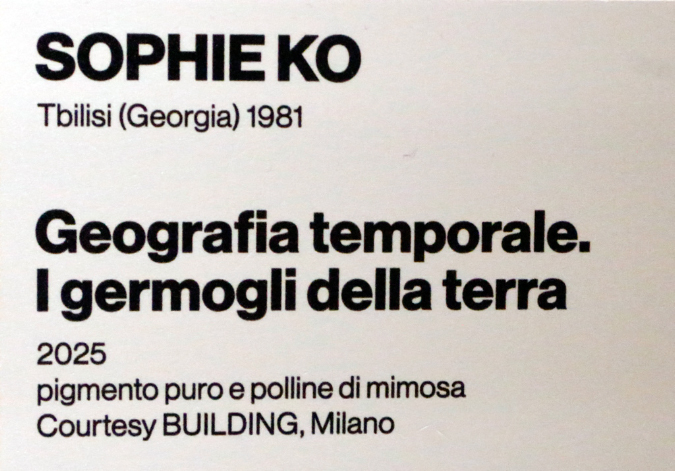 SOPHIE KO
Tbilisi (Georgia) 1981
Geografia temporale.
I germogli della terra
2025
pigmento puro e polline di mimosa
Courtesy BUILDING, Milano